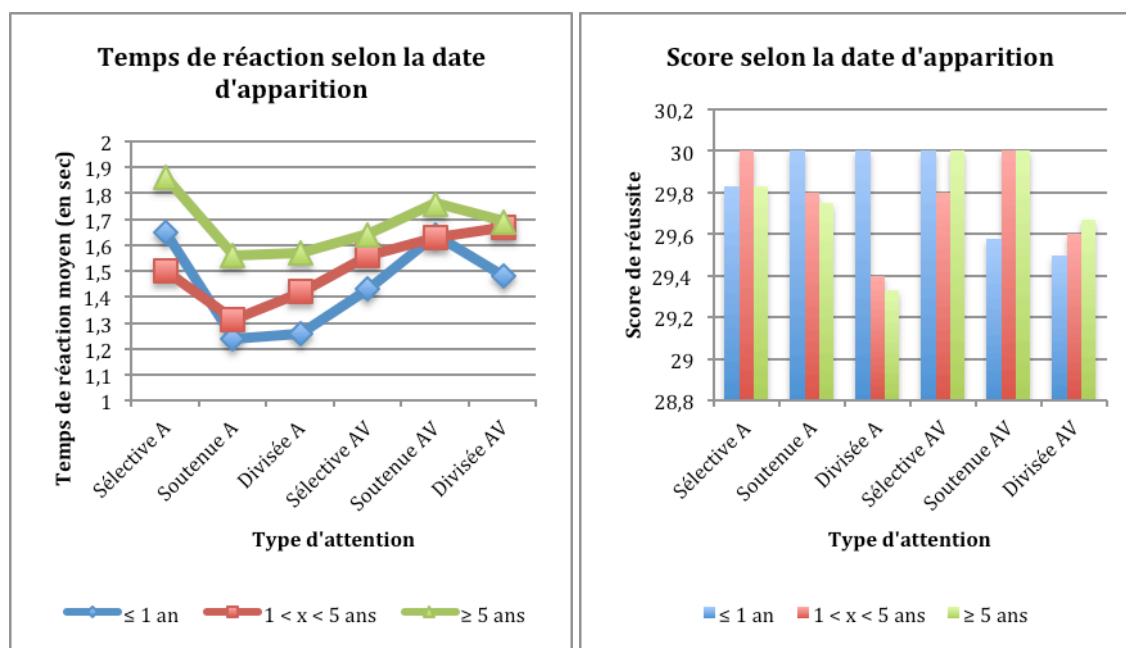 Temps de réaction selon la date
d'apparition
Temps de réaction moyen (en sec)
2
1,9
1,8
1,7
1,6
1,5
1,4
1,3
1,2
1,1
1
Sélective A
Soutenue A
Divisée A
Sélective AV
Soutenue AV
Divisée AV
Type d'attention
≤ 1 an
1 < x < 5 ans
≥ 5 ans
Score selon la date d'apparition
Score de réussite
30,2
30
29,8
29,6
29,4
29,2
29
28,8
Sélective A
Soutenue A
Divisée A
Sélective AV
Soutenue AV
Divisée AV
Type d'attention
≤ 1 an
1 < x < 5 ans
≥ 5 ans